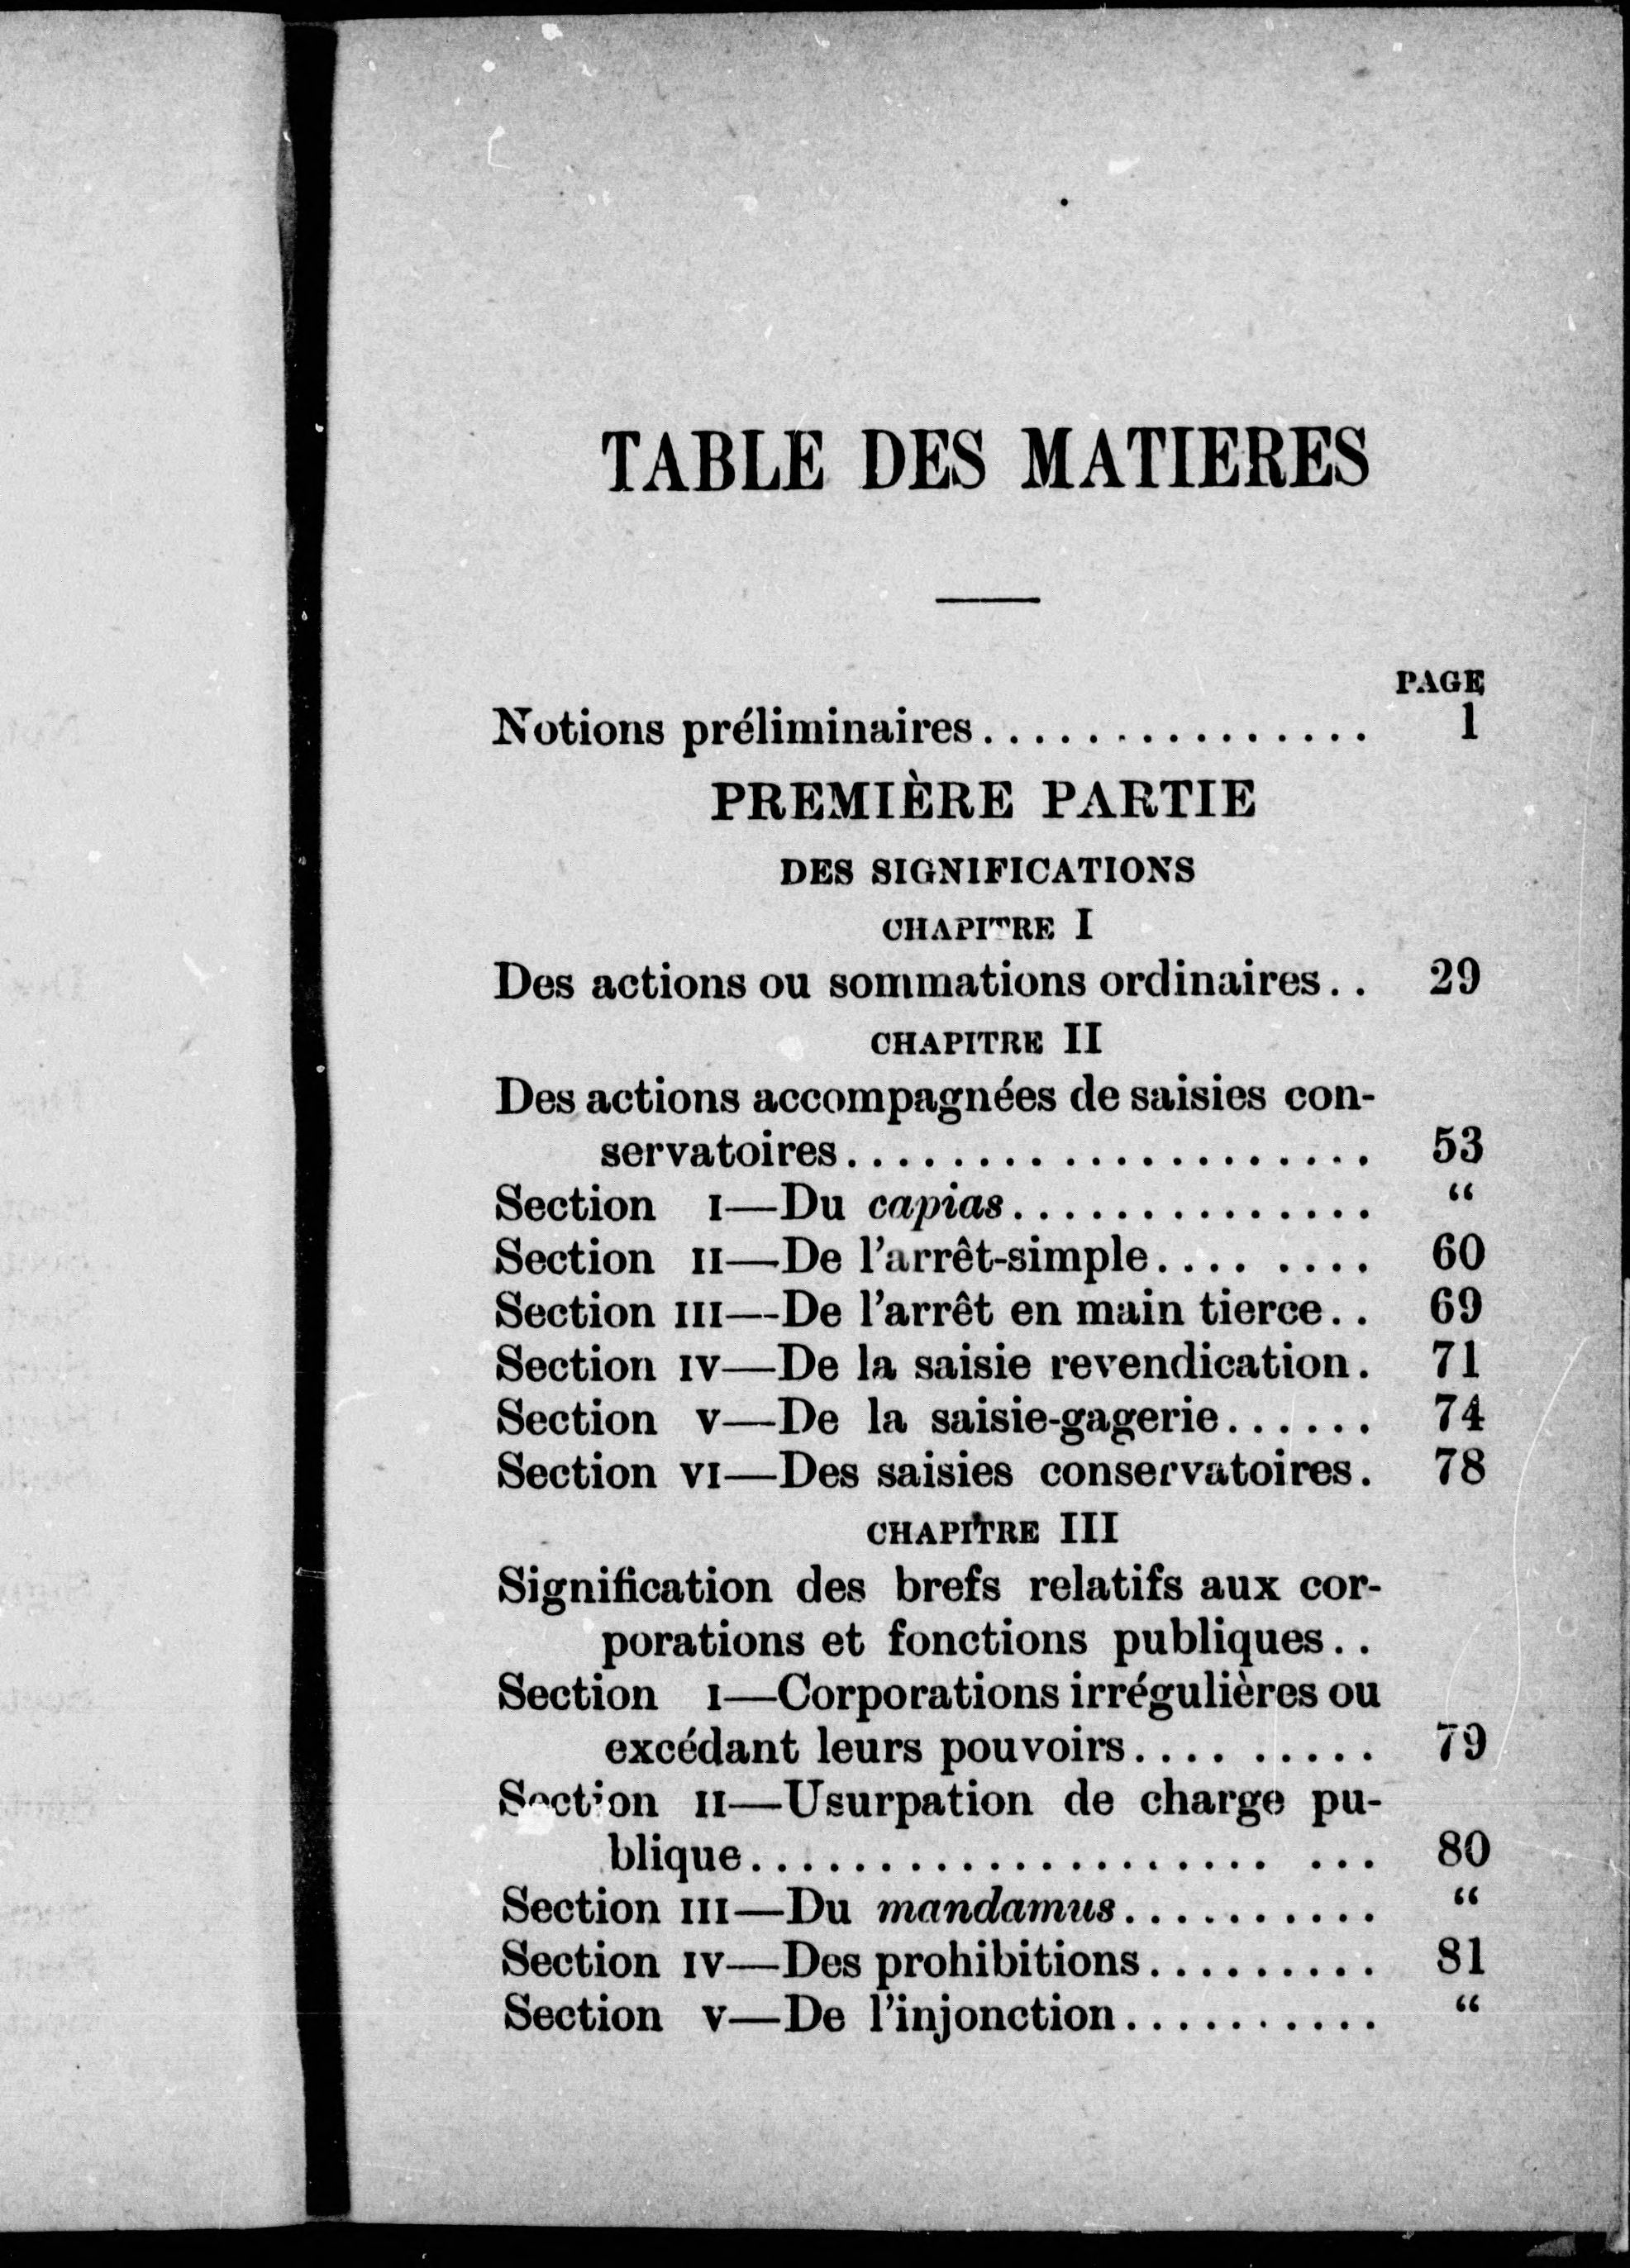 TABLE DES MATIERES
PAGE
Notions préliminaires............... 1
PREMIÈRE PARTIE
DES SIGNIFICATIONS
CHAPITRE I
Des actions ou sommations ordinaires.. 29
CHAPITRE II
Des actions accompagnées de saisies con-
servatoires.................... 53
Section I—Du capias.............. “
Section II—De l’arrêt-simple.... .... 60
Section III—De l’arrêt en main tierce.. 69
Section IV—De la saisie revendication. 71
Section V—De la saisie-gagerie...... 74
Section VI—Des saisies conservatoires. 78
CHAPITRE III
Signification des brefs relatifs aux cor-
porations et fonctions publiques..
Section I—Corporations irrégulières ou
excédant leurs pouvoirs.... ..... 79
Section II—Usurpation de charge pu-
blique.................... ... 80
Section III—Du mandamus.......... “
Section IV—Des prohibitions......... 81
Section V—De l’injonction.......... “